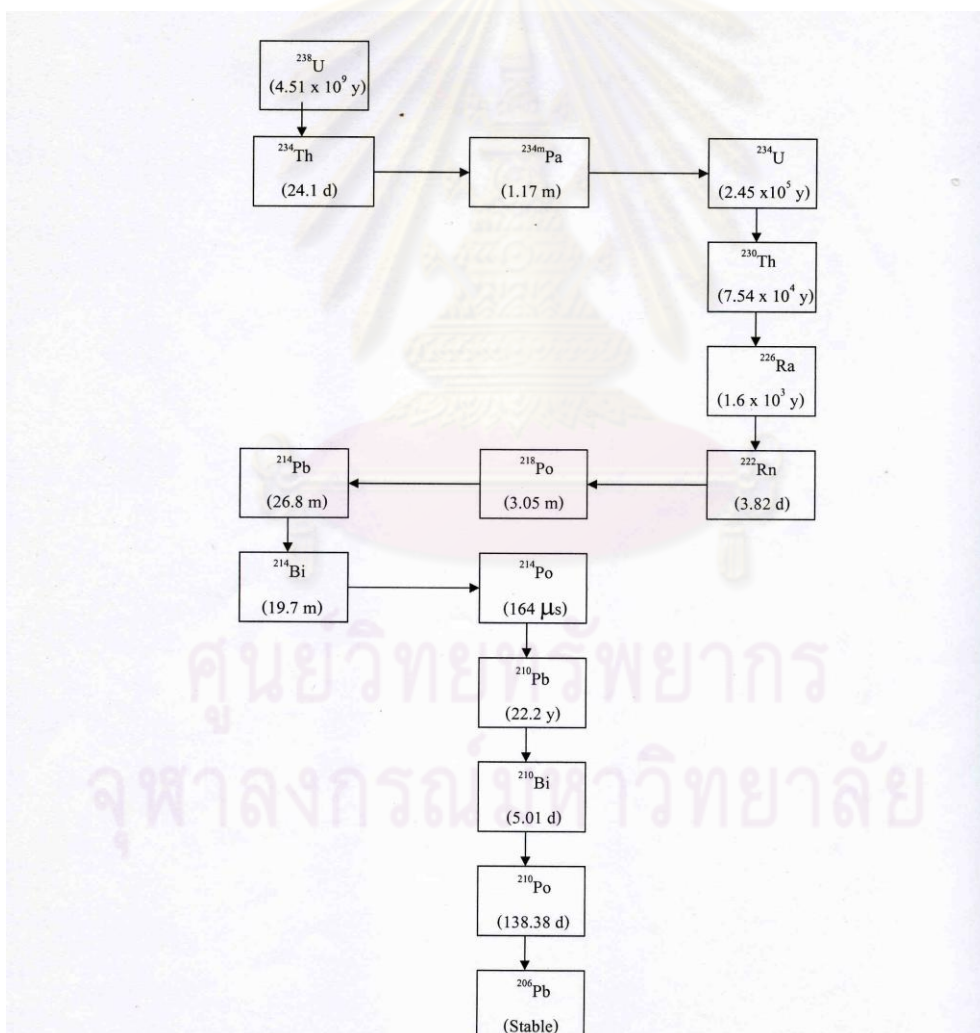 ²³⁸U
(4.51 x 10⁹ y)
²³⁴Th
(24.1 d)
²³⁴ᵐPa
(1.17 m)
²³⁴U
(2.45 x10⁵ y)
²³⁰Th
(7.54 x 10⁴ y)
²²⁶Ra
(1.6 x 10³ y)
²²²Rn
(3.82 d)
²¹⁸Po
(3.05 m)
²¹⁴Pb
(26.8 m)
²¹⁴Bi
(19.7 m)
²¹⁴Po
(164 μs)
²¹⁰Pb
(22.2 y)
²¹⁰Bi
(5.01 d)
²¹⁰Po
(138.38 d)
²⁰⁶Pb
(Stable)
ศูนย์วิทยทรัพยากร
จุฬาลงกรณ์มหาวิทยาลัย